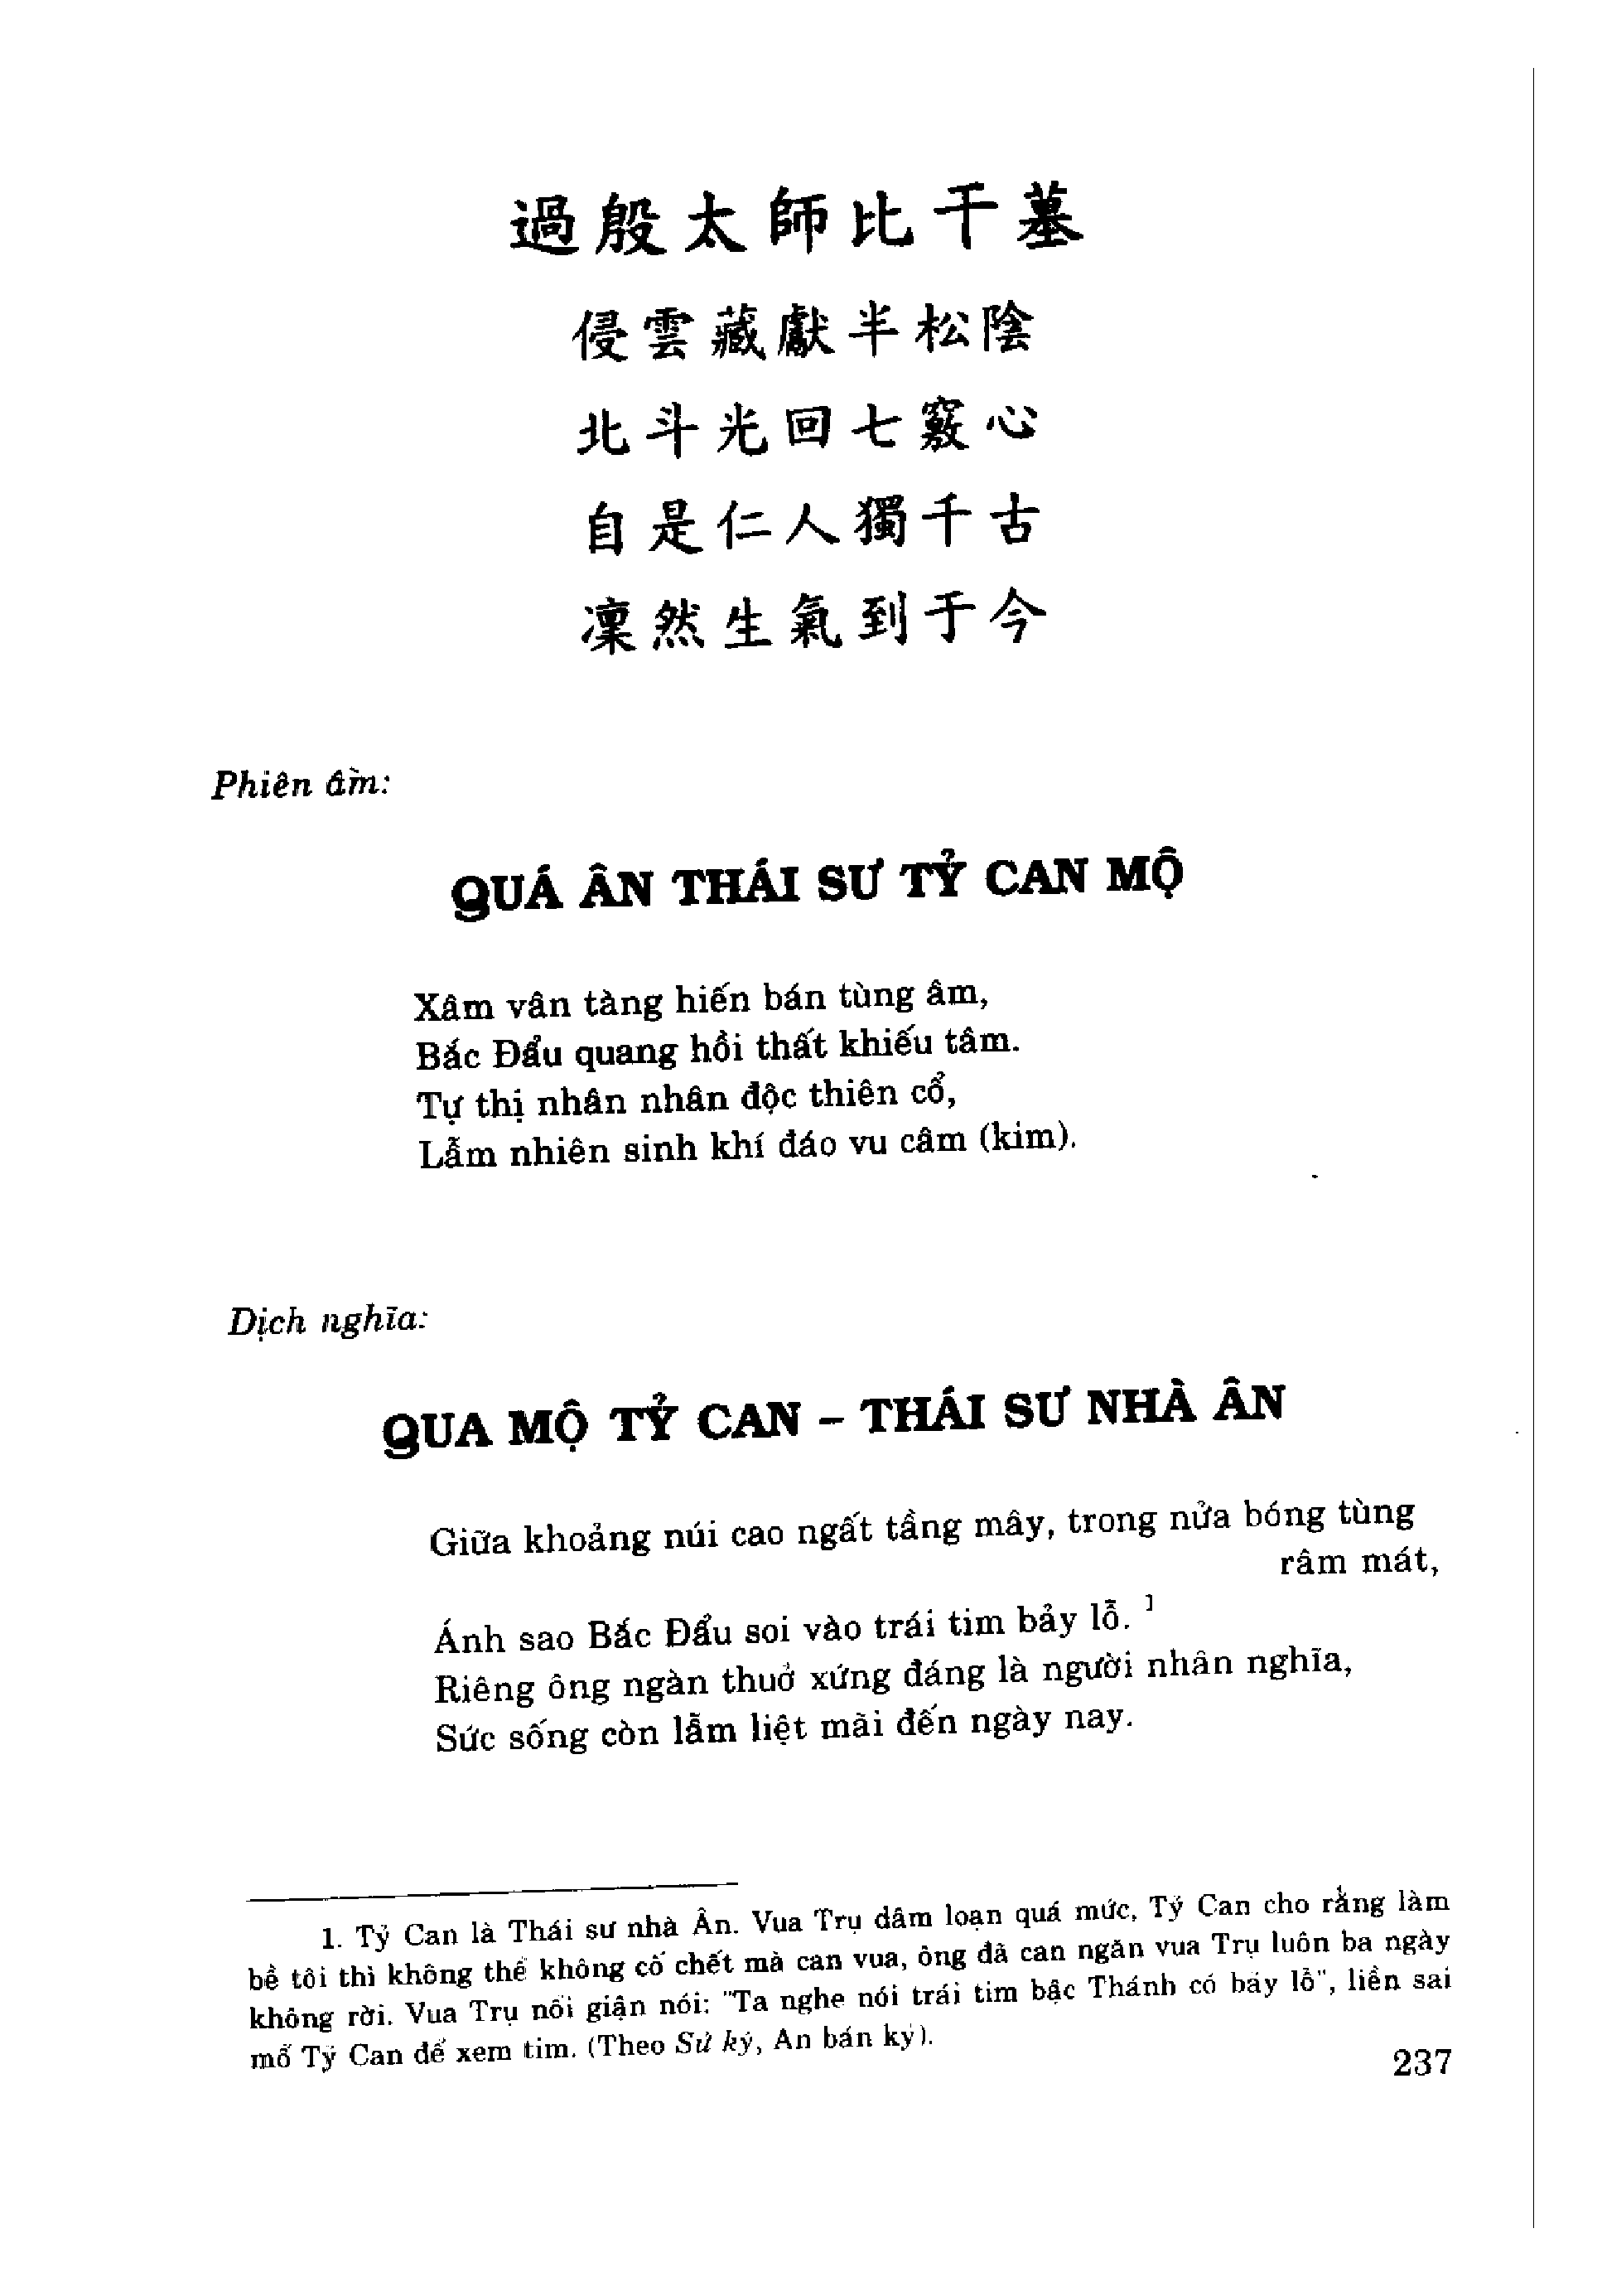 過殷太師比干墓
侵雲藏獻半松陰
北斗光回七竅心
自是仁人獨千古
凜然生氣到于今
Phiên âm:
QUÁ ÂN THÁI SƯ TỶ CAN MỘ
Xâm vân tàng hiến bán tùng âm,
Bắc Đẩu quang hồi thất khiếu tâm.
Tự thị nhân nhân độc thiên cổ,
Lẫm nhiên sinh khí đáo vu câm (kim).
Dịch nghĩa:
QUA MỘ TỶ CAN – THÁI SƯ NHÀ ÂN
Giữa khoảng núi cao ngất tầng mây, trong nửa bóng tùng
râm mát,
Ánh sao Bắc Đẩu soi vào trái tim bảy lỗ. 1
Riêng ông ngàn thuở xứng đáng là người nhân nghĩa,
Sức sống còn lẫm liệt mãi đến ngày nay.
1. Tỷ Can là Thái sư nhà Ân. Vua Trụ dâm loạn quá mức, Tỷ Can cho rằng làm
bề tôi thì không thể không cố chết mà can vua, ông đã can ngăn vua Trụ luôn ba ngày
không rời. Vua Trụ nổi giận nói: "Ta nghe nói trái tim bậc Thánh có bảy lỗ", liền sai
mổ Tỷ Can để xem tim. (Theo Sử ký, Ân bản kỷ).
237